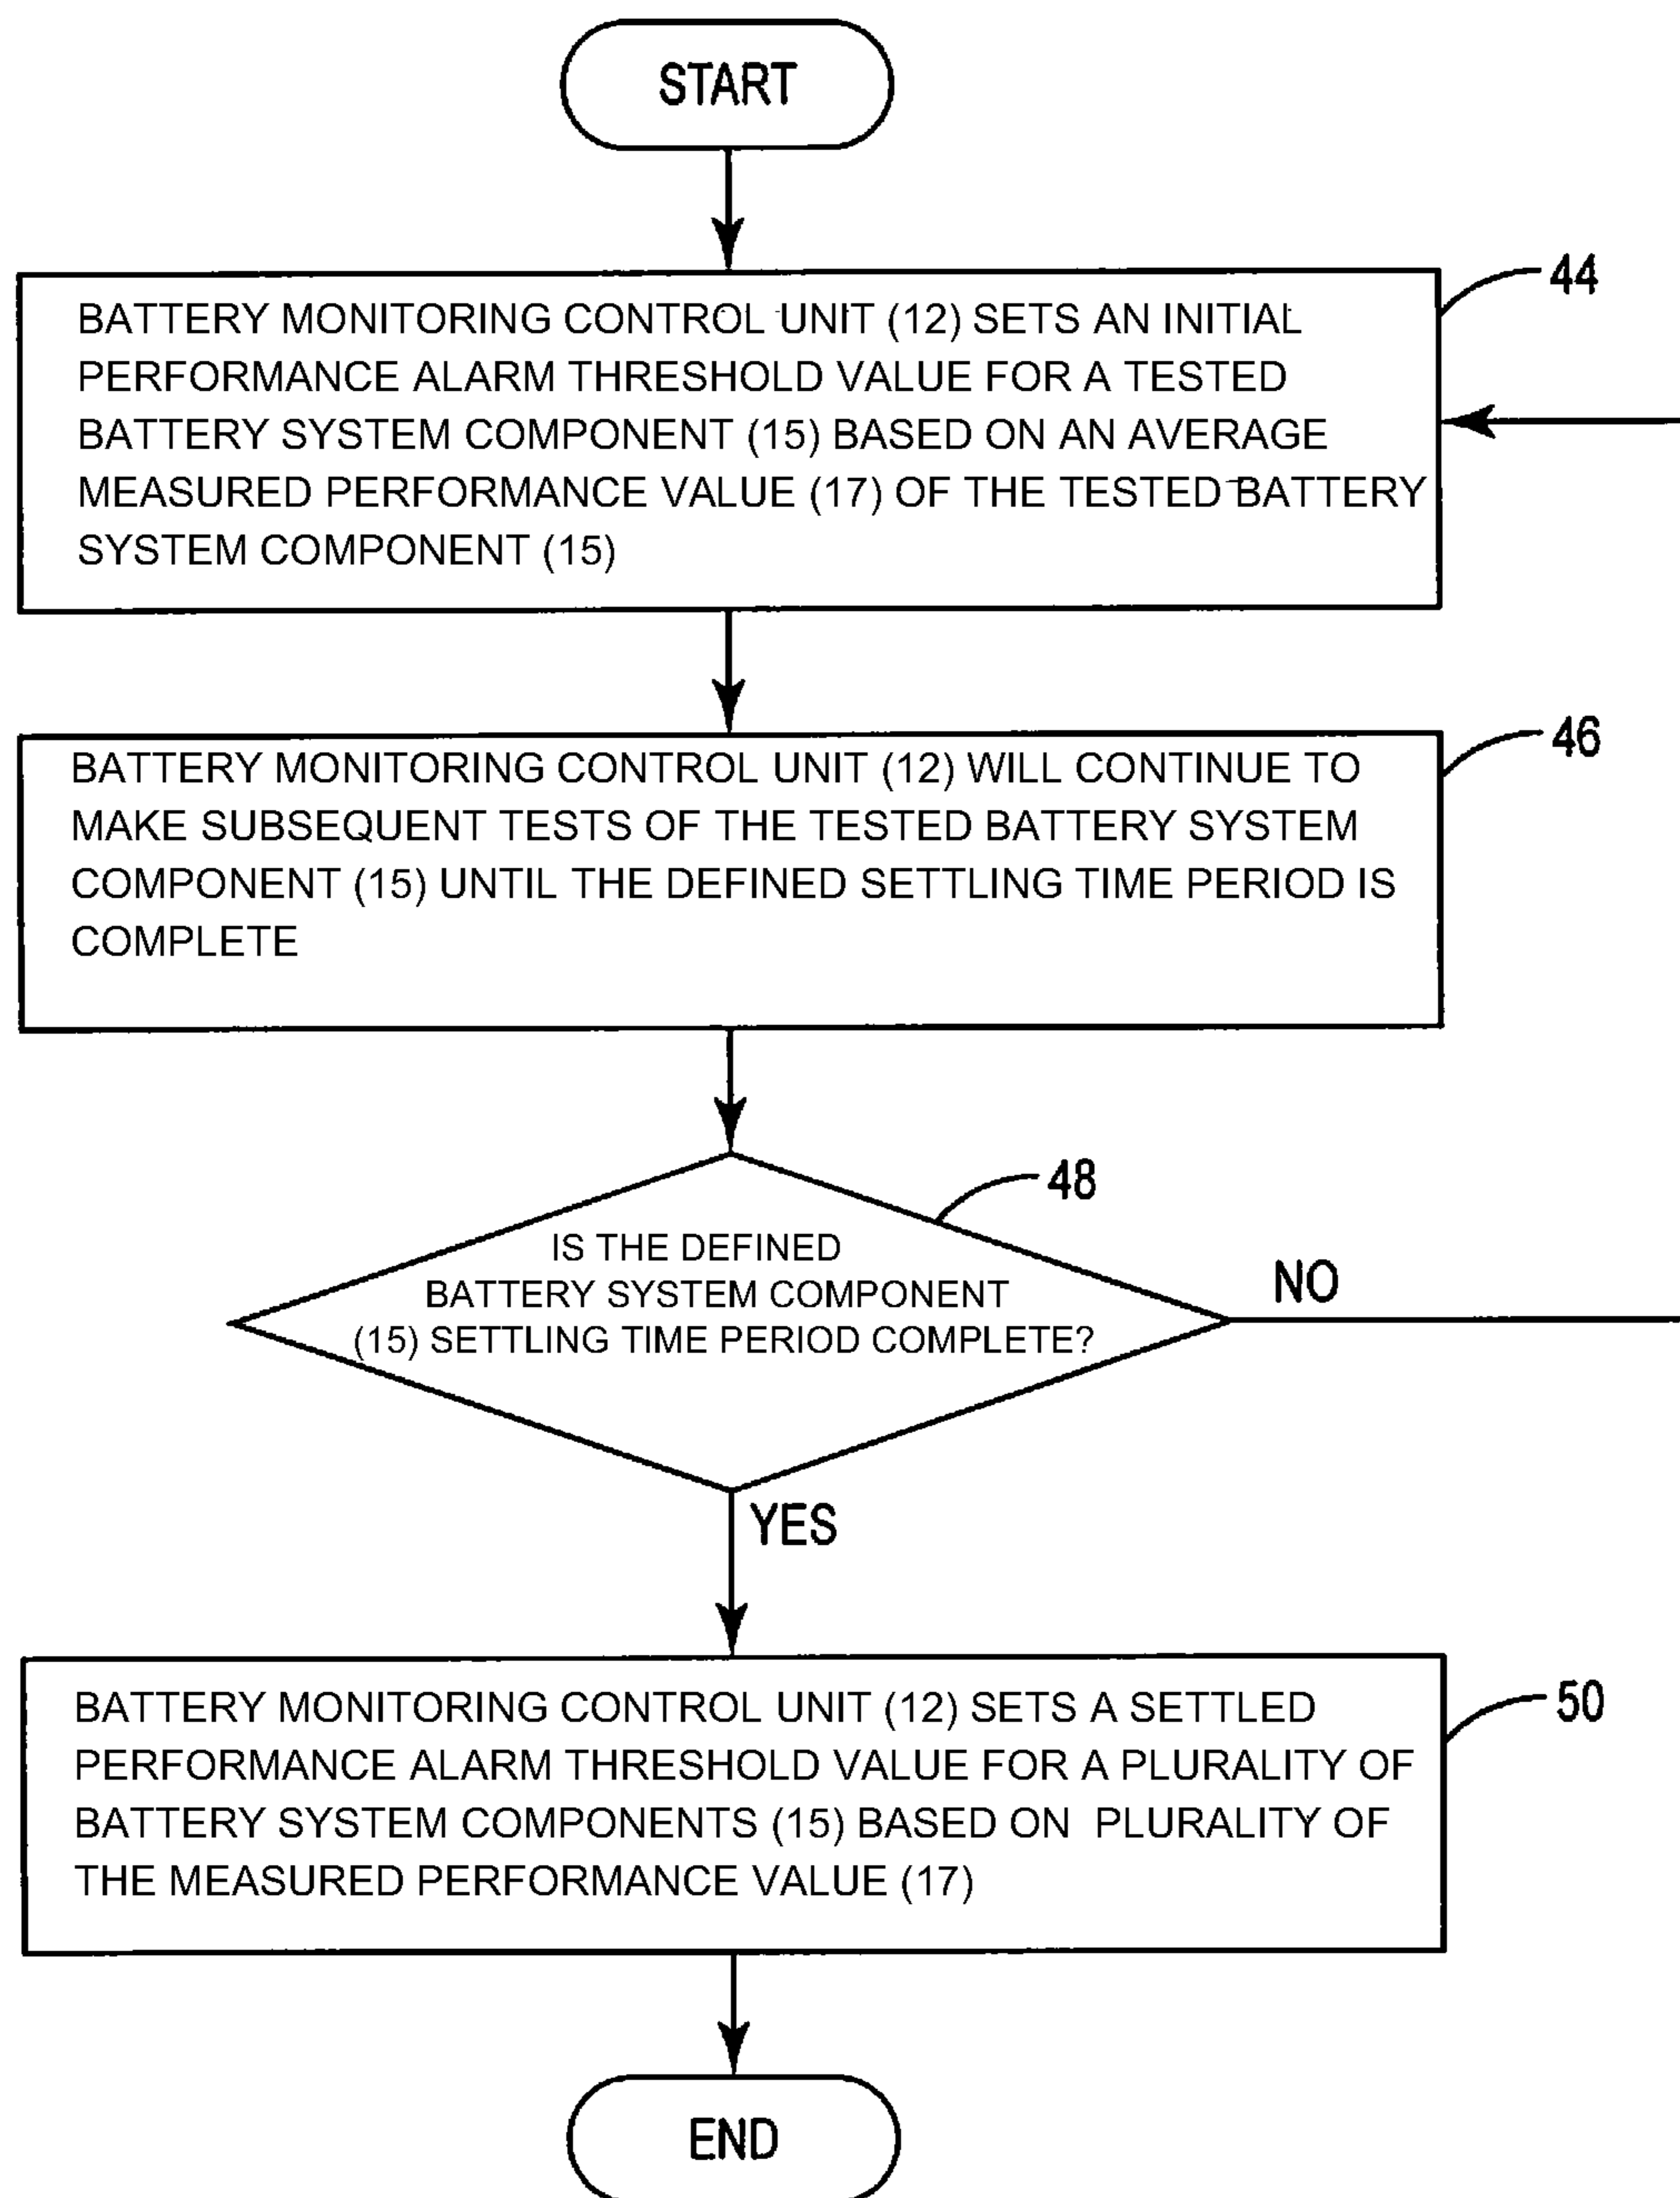 START
44
BATTERY MONITORING CONTROL UNIT (12) SETS AN INITIAL
PERFORMANCE ALARM THRESHOLD VALUE FOR A TESTED
BATTERY SYSTEM COMPONENT (15) BASED ON AN AVERAGE
MEASURED PERFORMANCE VALUE (17) OF THE TESTED BATTERY
SYSTEM COMPONENT (15)
46
BATTERY MONITORING CONTROL UNIT (12) WILL CONTINUE TO
MAKE SUBSEQUENT TESTS OF THE TESTED BATTERY SYSTEM
COMPONENT (15) UNTIL THE DEFINED SETTLING TIME PERIOD IS
COMPLETE
48
IS THE DEFINED
BATTERY SYSTEM COMPONENT
(15) SETTLING TIME PERIOD COMPLETE?
NO
YES
50
BATTERY MONITORING CONTROL UNIT (12) SETS A SETTLED
PERFORMANCE ALARM THRESHOLD VALUE FOR A PLURALITY OF
BATTERY SYSTEM COMPONENTS (15) BASED ON PLURALITY OF
THE MEASURED PERFORMANCE VALUE (17)
END